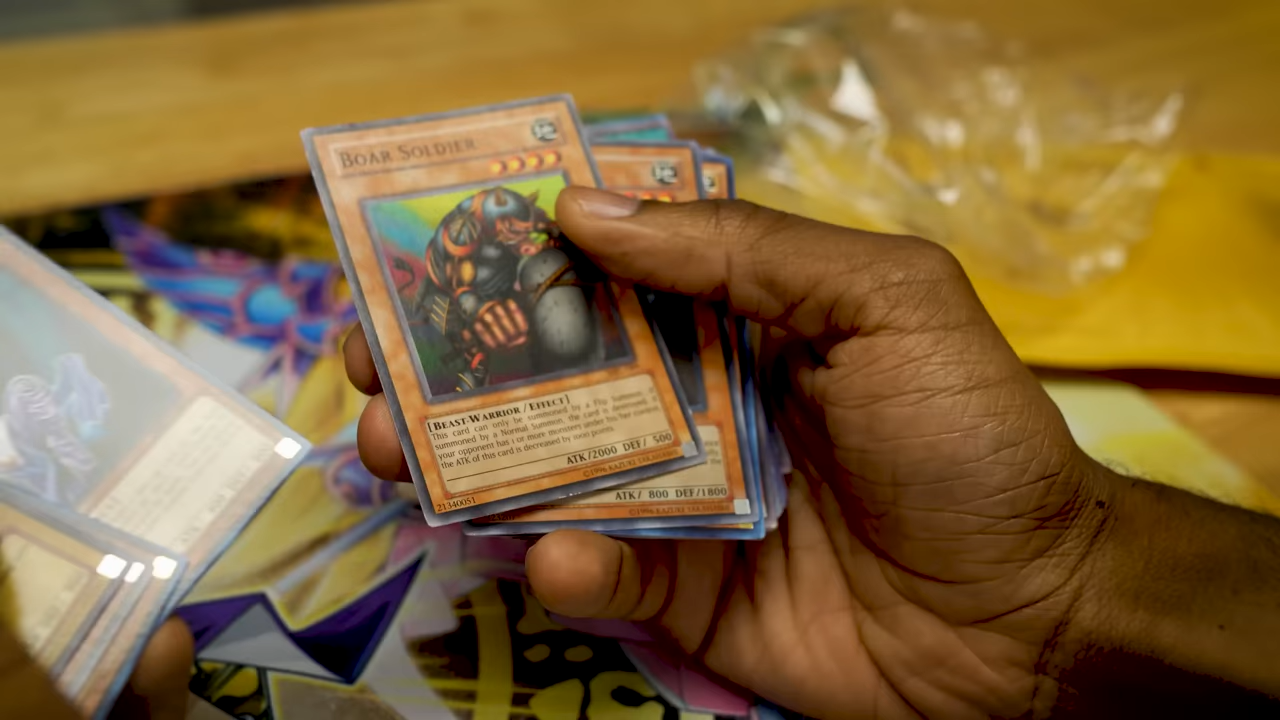 BOAR SOLDIER
[BEAST-WARRIOR / EFFECT]
This card can only be summoned by a Flip Summon. If
summoned by a Normal Summon, the card is destroyed. If
your opponent has 1 or more monsters under his/her control,
the ATK of this card is decreased by 1000 points.
ATK/2000 DEF/ 500
21340051
©1996 KAZUKI TAKAHASHI
the
ATK/ 800 DEF/1800
©1996 KAZUKI TAKAHASHI